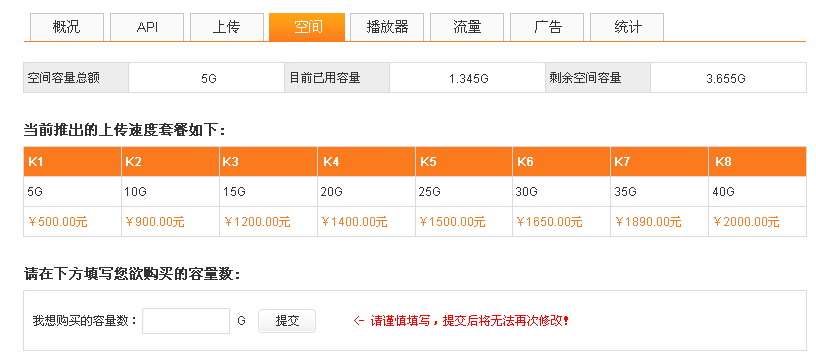 概况 API 上传 空间 播放器 流量 广告 统计
空间容量总额 5G 目前已用容量 1.345G 剩余空间容量 3.655G
当前推出的上传速度套餐如下：
K1 K2 K3 K4 K5 K6 K7 K8
5G 10G 15G 20G 25G 30G 35G 40G
￥500.00元 ￥900.00元 ￥1200.00元 ￥1400.00元 ￥1500.00元 ￥1650.00元 ￥1890.00元 ￥2000.00元
请在下方填写您欲购买的容量数：
我想购买的容量数： G 提交 <- 请谨慎填写，提交后将无法再次修改！